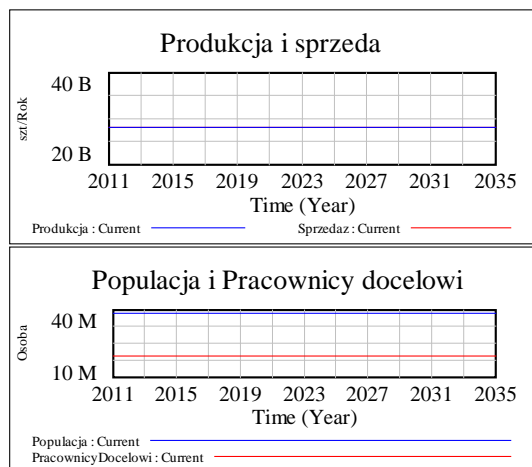 Produkcja i sprzeda
40 B
szt/Rok
20 B
2011 2015 2019 2023 2027 2031 2035
Time (Year)
Produkcja : Current Sprzedaz : Current
Populacja i Pracownicy docelowi
40 M
Osoba
10 M
2011 2015 2019 2023 2027 2031 2035
Time (Year)
Populacja : Current
PracownicyDocelowi : Current